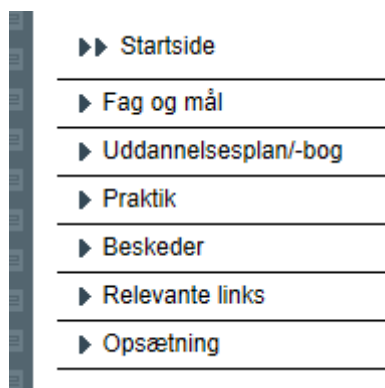 Startside
Fag og mål
Uddannelsesplan/-bog
Praktik
Beskeder
Relevante links
Opsætning